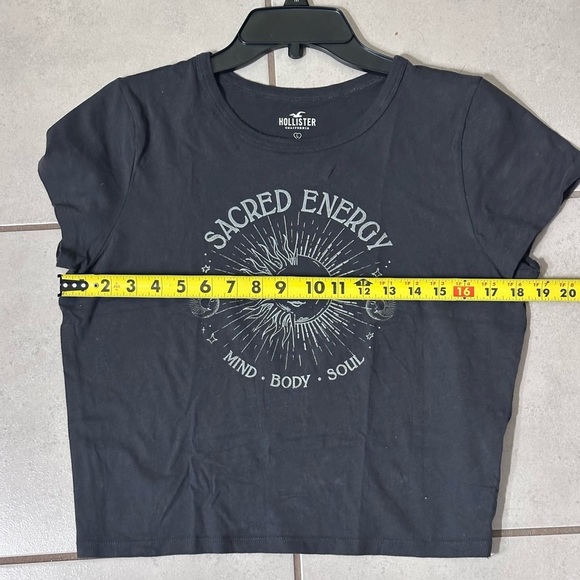 HOLLISTER
CALIFORNIA
L
SACRED ENERGY
2 3 4 5 6 7 8 9 10 11 1F 12 13 14 15 16 17 18 19 20
MIND • BODY • SOUL